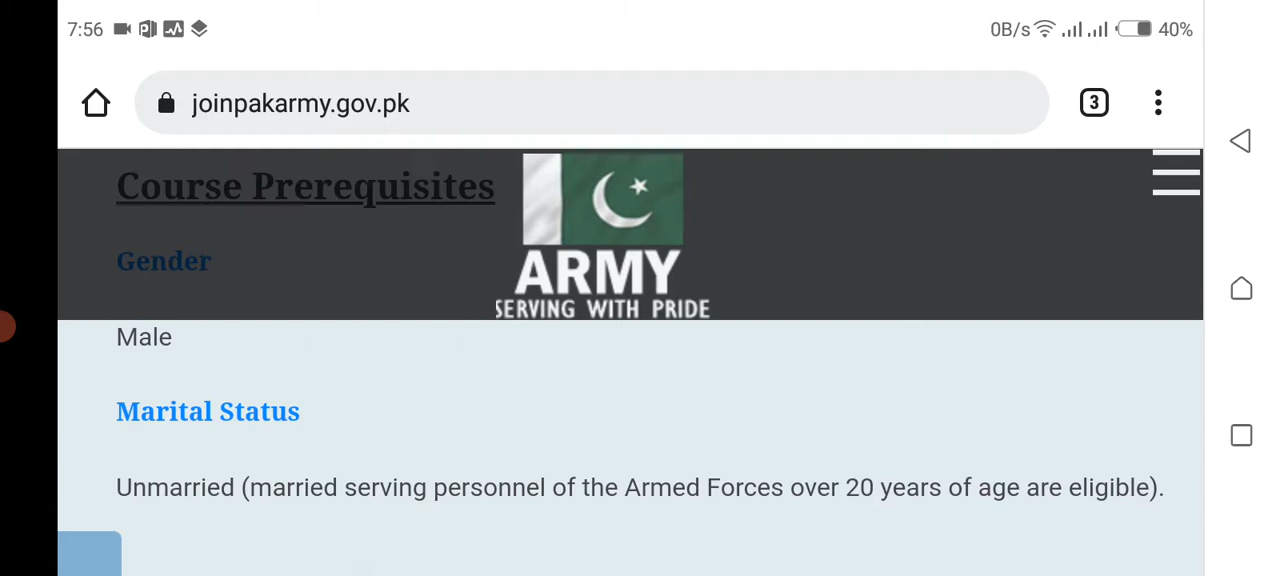 7:56 0B/s 40%
joinpakarmy.gov.pk 3
Course Prerequisites
Gender
ARMY
SERVING WITH PRIDE
Male
Marital Status
Unmarried (married serving personnel of the Armed Forces over 20 years of age are eligible).